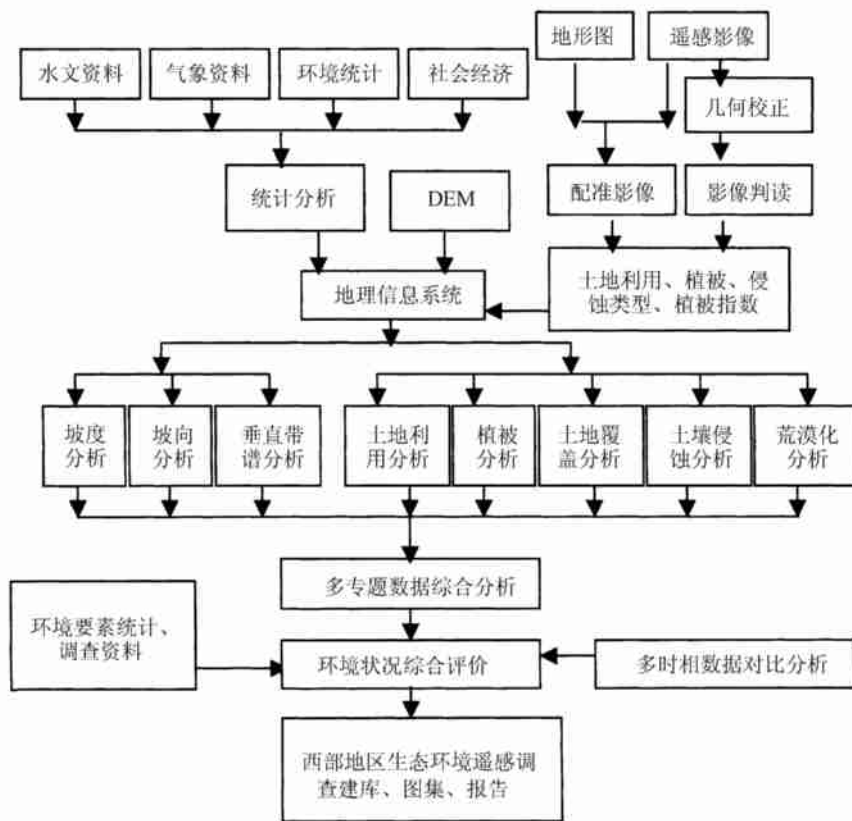 地形图
遥感影像
水文资料
气象资料
环境统计
社会经济
几何校正
统计分析
DEM
配准影像
影像判读
地理信息系统
土地利用、植被、侵
蚀类型、植被指数
坡度
分析
坡向
分析
垂直带
谱分析
土地利
用分析
植被
分析
土地覆
盖分析
土壤侵
蚀分析
荒漠化
分析
多专题数据综合分析
环境要素统计、
调查资料
环境状况综合评价
多时相数据对比分析
西部地区生态环境遥感调
查建库、图集、报告